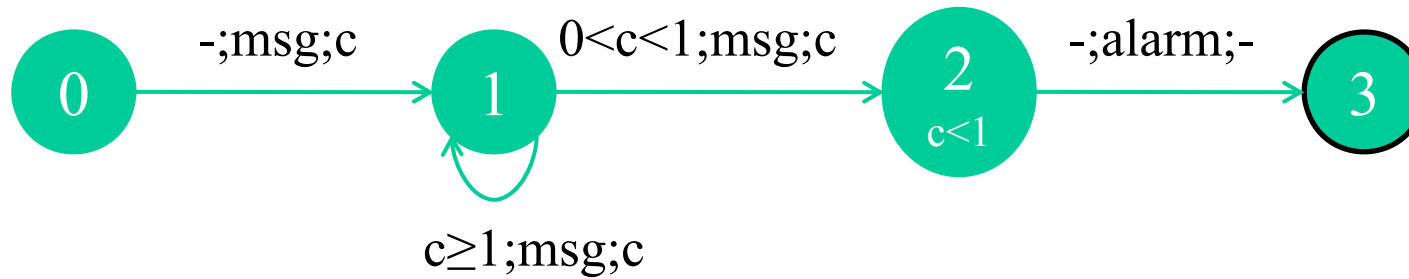 -;msg;c
0<c<1;msg;c
-;alarm;-
0
1
2
c<1
3
c≥1;msg;c